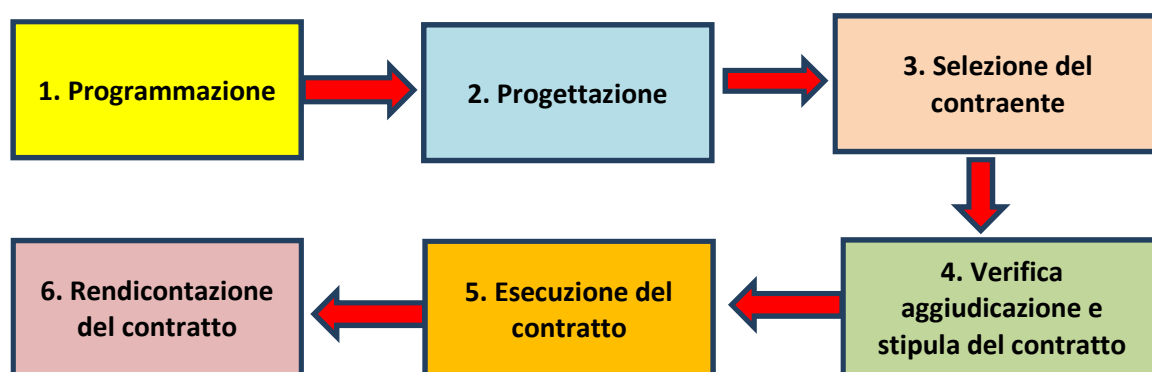 1. Programmazione
2. Progettazione
3. Selezione del
contraente
4. Verifica
aggiudicazione e
stipula del contratto
5. Esecuzione del
contratto
6. Rendicontazione
del contratto